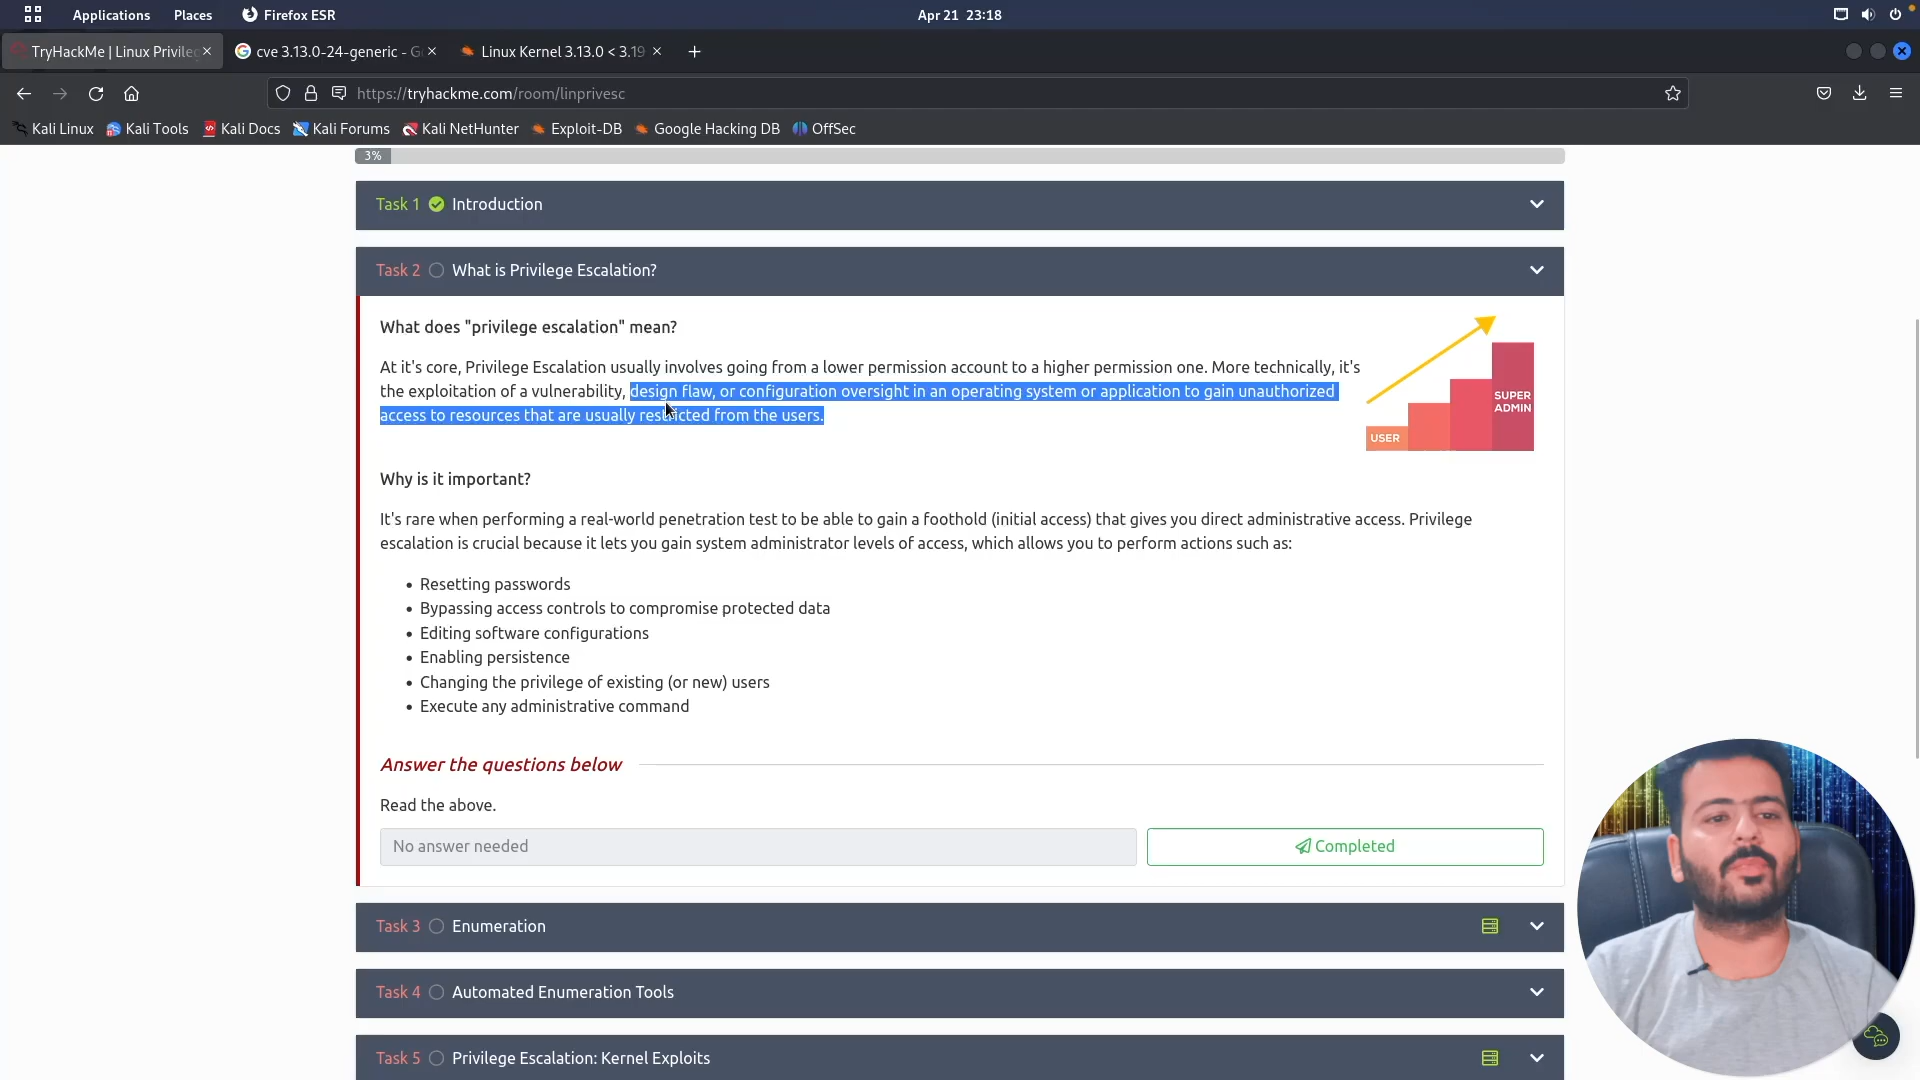 Applications Places Firefox ESR Apr 21 23:18
TryHackMe | Linux Privile cve 3.13.0-24-generic - G Linux Kernel 3.13.0 < 3.19
https://tryhackme.com/room/linprivesc
Kali Linux Kali Tools Kali Docs Kali Forums Kali NetHunter Exploit-DB Google Hacking DB OffSec
3%
Task 1 Introduction
Task 2 What is Privilege Escalation?
What does "privilege escalation" mean?
At it's core, Privilege Escalation usually involves going from a lower permission account to a higher permission one. More technically, it's
the exploitation of a vulnerability, design flaw, or configuration oversight in an operating system or application to gain unauthorized
access to resources that are usually restricted from the users.
SUPER
ADMIN
USER
Why is it important?
It's rare when performing a real-world penetration test to be able to gain a foothold (initial access) that gives you direct administrative access. Privilege
escalation is crucial because it lets you gain system administrator levels of access, which allows you to perform actions such as:
• Resetting passwords
• Bypassing access controls to compromise protected data
• Editing software configurations
• Enabling persistence
• Changing the privilege of existing (or new) users
• Execute any administrative command
Answer the questions below
Read the above.
No answer needed Completed
Task 3 Enumeration
Task 4 Automated Enumeration Tools
Task 5 Privilege Escalation: Kernel Exploits